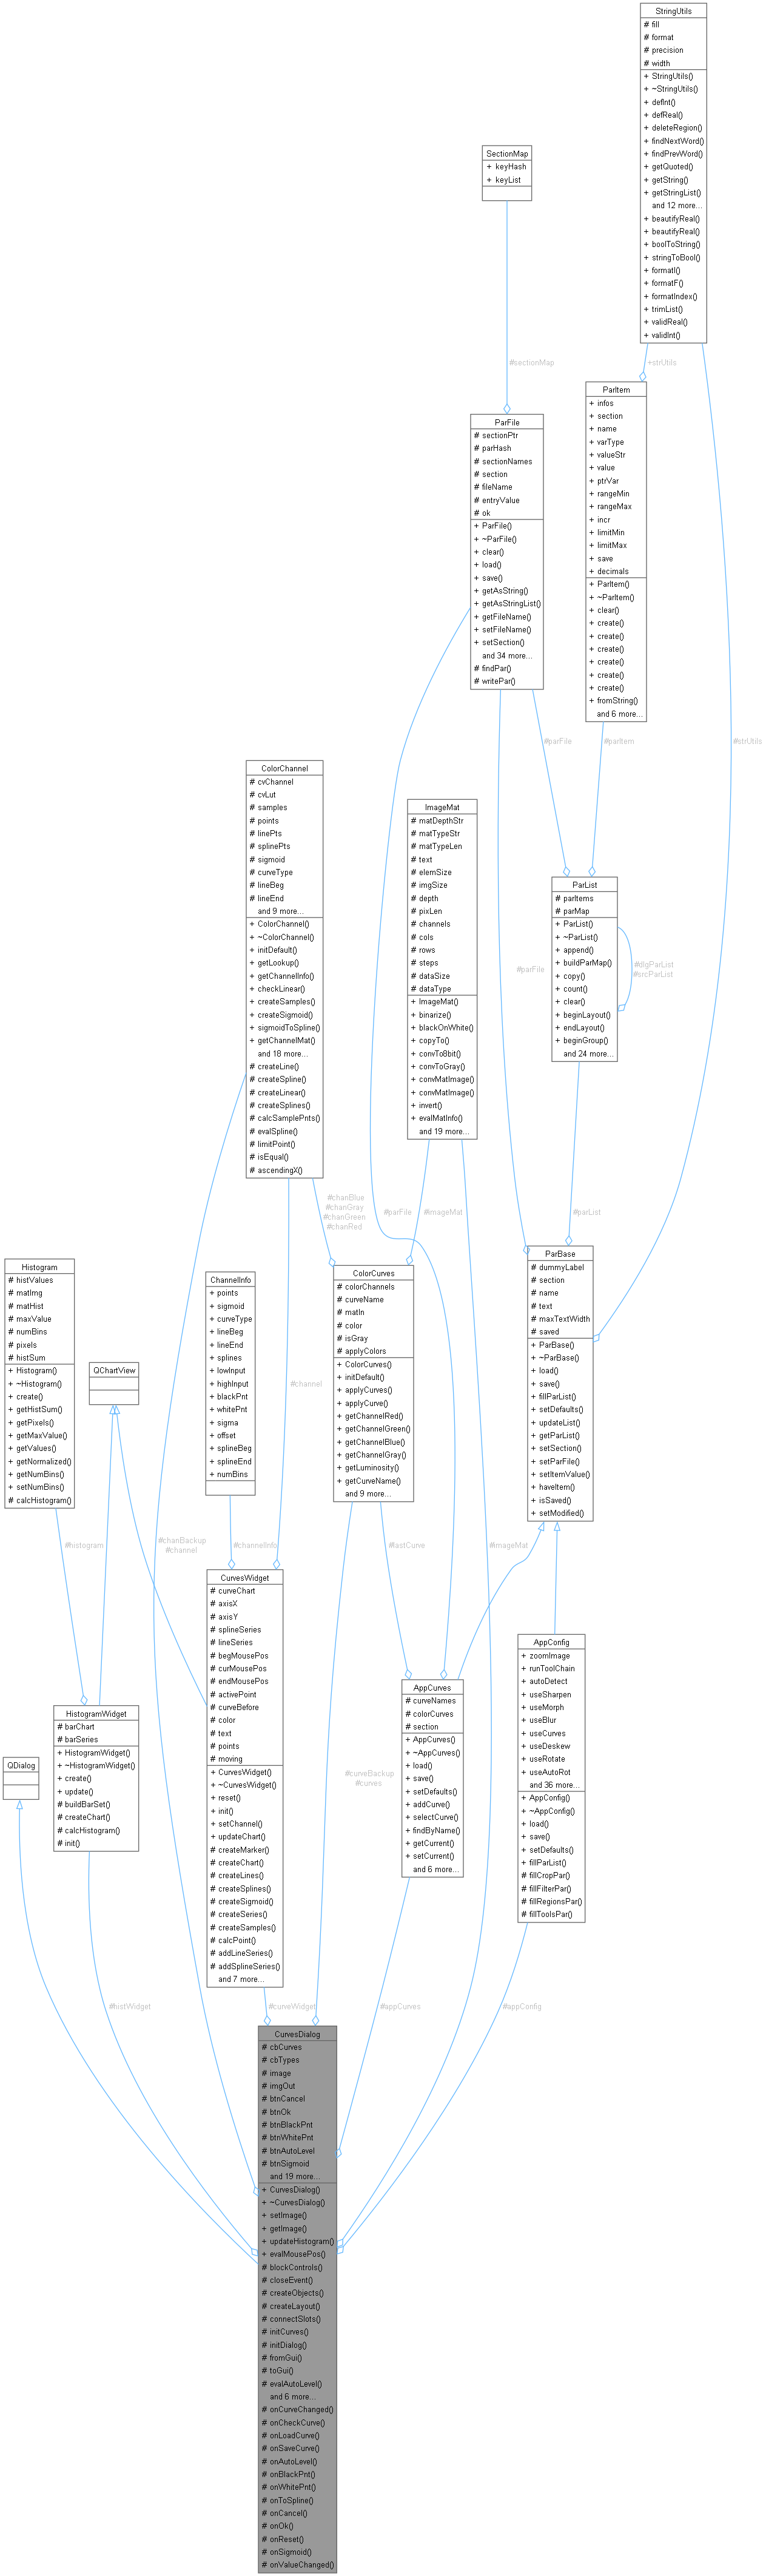 StringUtils
# fill
# format
# precision
# width
+ StringUtils()
+ ~StringUtils()
+ defInt()
+ defReal()
+ deleteRegion()
+ findNextWord()
+ findPrevWord()
+ getQuoted()
+ getString()
+ getStringList()
and 12 more...
+ beautifyReal()
+ beautifyReal()
+ boolToString()
+ stringToBool()
+ formatI()
+ formatF()
+ formatIndex()
+ trimList()
+ validReal()
+ validInt()
SectionMap
+ keyHash
+ keyList
#sectionMap
+strUtils
ParItem
+ infos
+ section
+ name
+ varType
+ valueStr
+ value
+ ptrVar
+ rangeMin
+ rangeMax
+ incr
+ limitMin
+ limitMax
+ save
+ decimals
+ ParItem()
+ ~ParItem()
+ clear()
+ create()
+ create()
+ create()
+ create()
+ create()
+ create()
+ fromString()
and 6 more...
ParFile
# sectionPtr
# parHash
# sectionNames
# section
# fileName
# entryValue
# ok
+ ParFile()
+ ~ParFile()
+ clear()
+ load()
+ save()
+ getAsString()
+ getAsStringList()
+ getFileName()
+ setFileName()
+ setSection()
and 34 more...
# findPar()
# writePar()
#parFile
#parItem
#strUtils
ColorChannel
# cvChannel
# cvLut
# samples
# points
# linePts
# splinePts
# sigmoid
# curveType
# lineBeg
# lineEnd
and 9 more...
+ ColorChannel()
+ ~ColorChannel()
+ initDefault()
+ getLookup()
+ getChannelInfo()
+ checkLinear()
+ createSamples()
+ createSigmoid()
+ sigmoidToSpline()
+ getChannelMat()
and 18 more...
# createLine()
# createSpline()
# createLinear()
# createSplines()
# calcSamplePnts()
# evalSpline()
# limitPoint()
# isEqual()
# ascendingX()
ImageMat
# matDepthStr
# matTypeStr
# matTypeLen
# text
# elemSize
# imgSize
# depth
# pixLen
# channels
# cols
# rows
# steps
# dataSize
# dataType
+ ImageMat()
+ binarize()
+ blackOnWhite()
+ copyTo()
+ convTo8bit()
+ convToGray()
+ convMatImage()
+ convMatImage()
+ invert()
+ evalMatInfo()
and 19 more...
ParList
# parItems
# parMap
+ ParList()
+ ~ParList()
+ append()
+ buildParMap()
+ copy()
+ count()
+ clear()
+ beginLayout()
+ endLayout()
+ beginGroup()
and 24 more...
#dlgParList
#srcParList
#parFile
#chanBlue
#chanGray
#chanGreen
#chanRed
#parFile
#imageMat
#parList
ParBase
# dummyLabel
# section
# name
# text
# maxTextWidth
# saved
+ ParBase()
+ ~ParBase()
+ load()
+ save()
+ fillParList()
+ setDefaults()
+ updateList()
+ getParList()
+ setSection()
+ setParFile()
+ setItemValue()
+ haveItem()
+ isSaved()
+ setModified()
Histogram
# histValues
# matImg
# matHist
# maxValue
# numBins
# pixels
# histSum
+ Histogram()
+ ~Histogram()
+ create()
+ getHistSum()
+ getPixels()
+ getMaxValue()
+ getValues()
+ getNormalized()
+ getNumBins()
+ setNumBins()
# calcHistogram()
QChartView
ChannelInfo
+ points
+ sigmoid
+ curveType
+ lineBeg
+ lineEnd
+ splines
+ lowInput
+ highInput
+ blackPnt
+ whitePnt
+ sigma
+ offset
+ splineBeg
+ splineEnd
+ numBins
#channel
ColorCurves
# colorChannels
# curveName
# matIn
# color
# isGray
# applyColors
+ ColorCurves()
+ initDefault()
+ applyCurves()
+ applyCurve()
+ getChannelRed()
+ getChannelGreen()
+ getChannelBlue()
+ getChannelGray()
+ getLuminosity()
+ getCurveName()
and 9 more...
#histogram
#chanBackup
#channel
#channelInfo
#lastCurve
#imageMat
CurvesWidget
# curveChart
# axisX
# axisY
# splineSeries
# lineSeries
# begMousePos
# curMousePos
# endMousePos
# activePoint
# curveBefore
# color
# text
# points
# moving
+ CurvesWidget()
+ ~CurvesWidget()
+ reset()
+ init()
+ setChannel()
+ updateChart()
# createMarker()
# createChart()
# createLines()
# createSplines()
# createSigmoid()
# createSeries()
# createSamples()
# calcPoint()
# addLineSeries()
# addSplineSeries()
and 7 more...
AppConfig
+ zoomImage
+ runToolChain
+ autoDetect
+ useSharpen
+ useMorph
+ useBlur
+ useCurves
+ useDeskew
+ useRotate
+ useAutoRot
and 36 more...
+ AppConfig()
+ ~AppConfig()
+ load()
+ save()
+ setDefaults()
+ fillParList()
# fillCropPar()
# fillFilterPar()
# fillRegionsPar()
# fillToolsPar()
AppCurves
# curveNames
# colorCurves
# section
+ AppCurves()
+ ~AppCurves()
+ load()
+ save()
+ setDefaults()
+ addCurve()
+ selectCurve()
+ findByName()
+ getCurrent()
+ setCurrent()
and 6 more...
HistogramWidget
# barChart
# barSeries
+ HistogramWidget()
+ ~HistogramWidget()
+ create()
+ update()
# buildBarSet()
# createChart()
# calcHistogram()
# init()
QDialog
#curveBackup
#curves
#histWidget
#curveWidget
#appCurves
#appConfig
CurvesDialog
# cbCurves
# cbTypes
# image
# imgOut
# btnCancel
# btnOk
# btnBlackPnt
# btnWhitePnt
# btnAutoLevel
# btnSigmoid
and 19 more...
+ CurvesDialog()
+ ~CurvesDialog()
+ setImage()
+ getImage()
+ updateHistogram()
+ evalMousePos()
# blockControls()
# closeEvent()
# createObjects()
# createLayout()
# connectSlots()
# initCurves()
# initDialog()
# fromGui()
# toGui()
# evalAutoLevel()
and 6 more...
# onCurveChanged()
# onCheckCurve()
# onLoadCurve()
# onSaveCurve()
# onAutoLevel()
# onBlackPnt()
# onWhitePnt()
# onToSpline()
# onCancel()
# onOk()
# onReset()
# onSigmoid()
# onValueChanged()